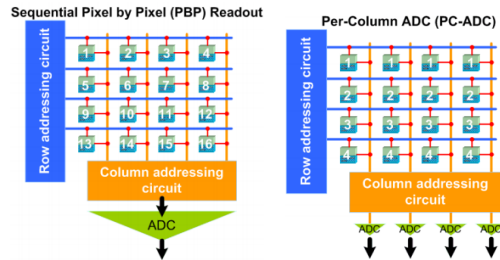 Sequential Pixel by Pixel (PBP) Readout
Row addressing circuit
1 2 3 4
5 6 7 8
9 10 11 12
13 14 15 16
Column addressing
circuit
ADC
Per-Column ADC (PC-ADC)
Row addressing circuit
1 1 1 1
2 2 2 2
3 3 3 3
4 4 4 4
Column addressing
circuit
ADC ADC ADC ADC